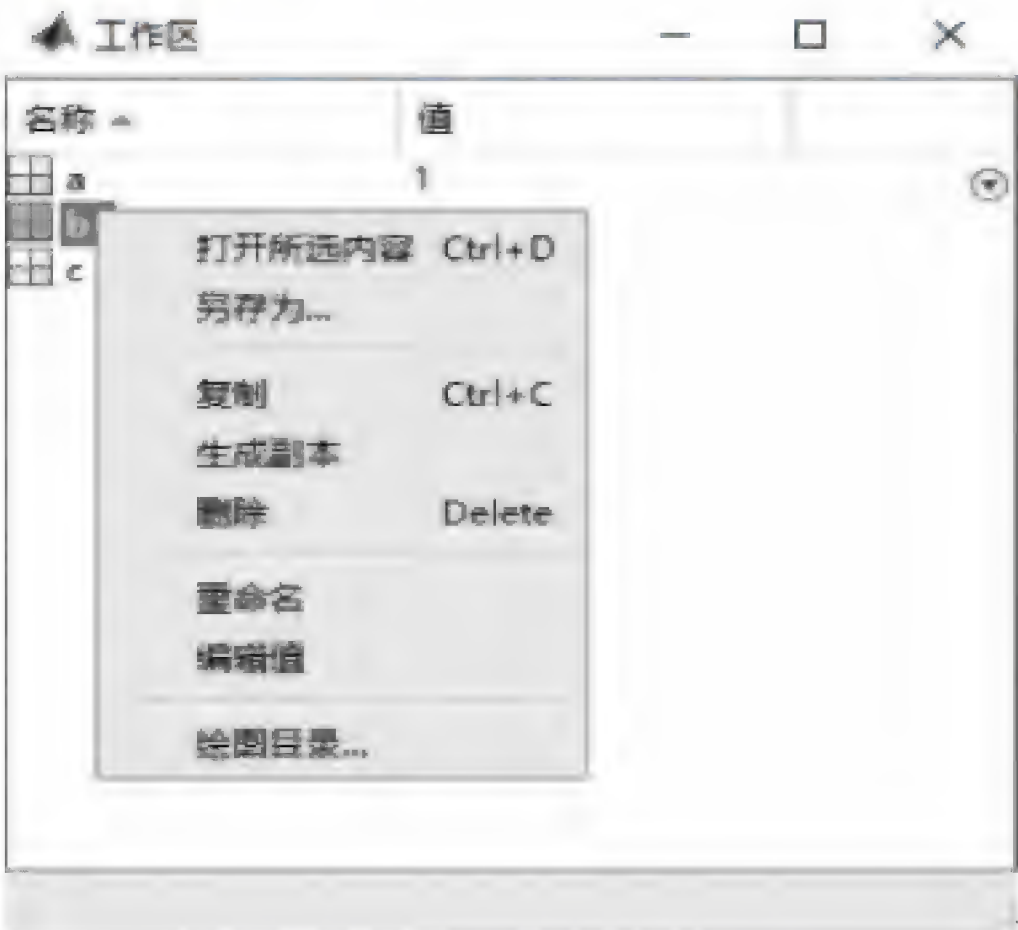 工作区
名称 值
a 1
b
c
打开所选内容 Ctrl+D
另存为...
复制 Ctrl+C
生成副本
删除 Delete
重命名
编辑值
绘图目录...